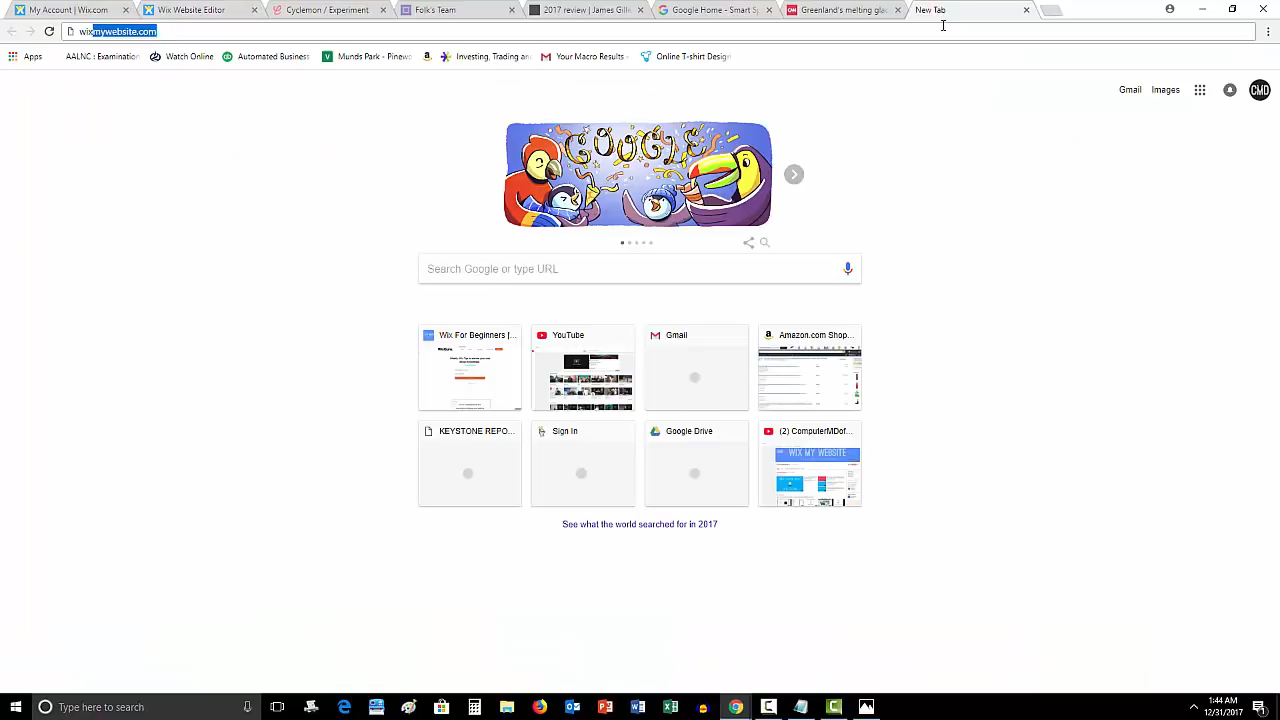 My Account | Wix.com
Wix Website Editor
Cyclemon / Experiment
Folk's Team
2017 review | James Gille
Google Home - Smart Sp
Greenland's melting glac
New Tab
wixmywebsite.com
Apps
AALNC : Examination
Watch Online
Automated Business
Munds Park - Pinewo
Investing, Trading an
Your Macro Results -
Online T-shirt Design
Gmail
Images
CMD
GOOGLE
Search Google or type URL
Wix For Beginners |...
YouTube
Gmail
Amazon.com Shop...
KEYSTONE REPO...
Sign In
Google Drive
(2) ComputerMDof...
WIX MY WEBSITE
See what the world searched for in 2017
Type here to search
1:44 AM
12/31/2017